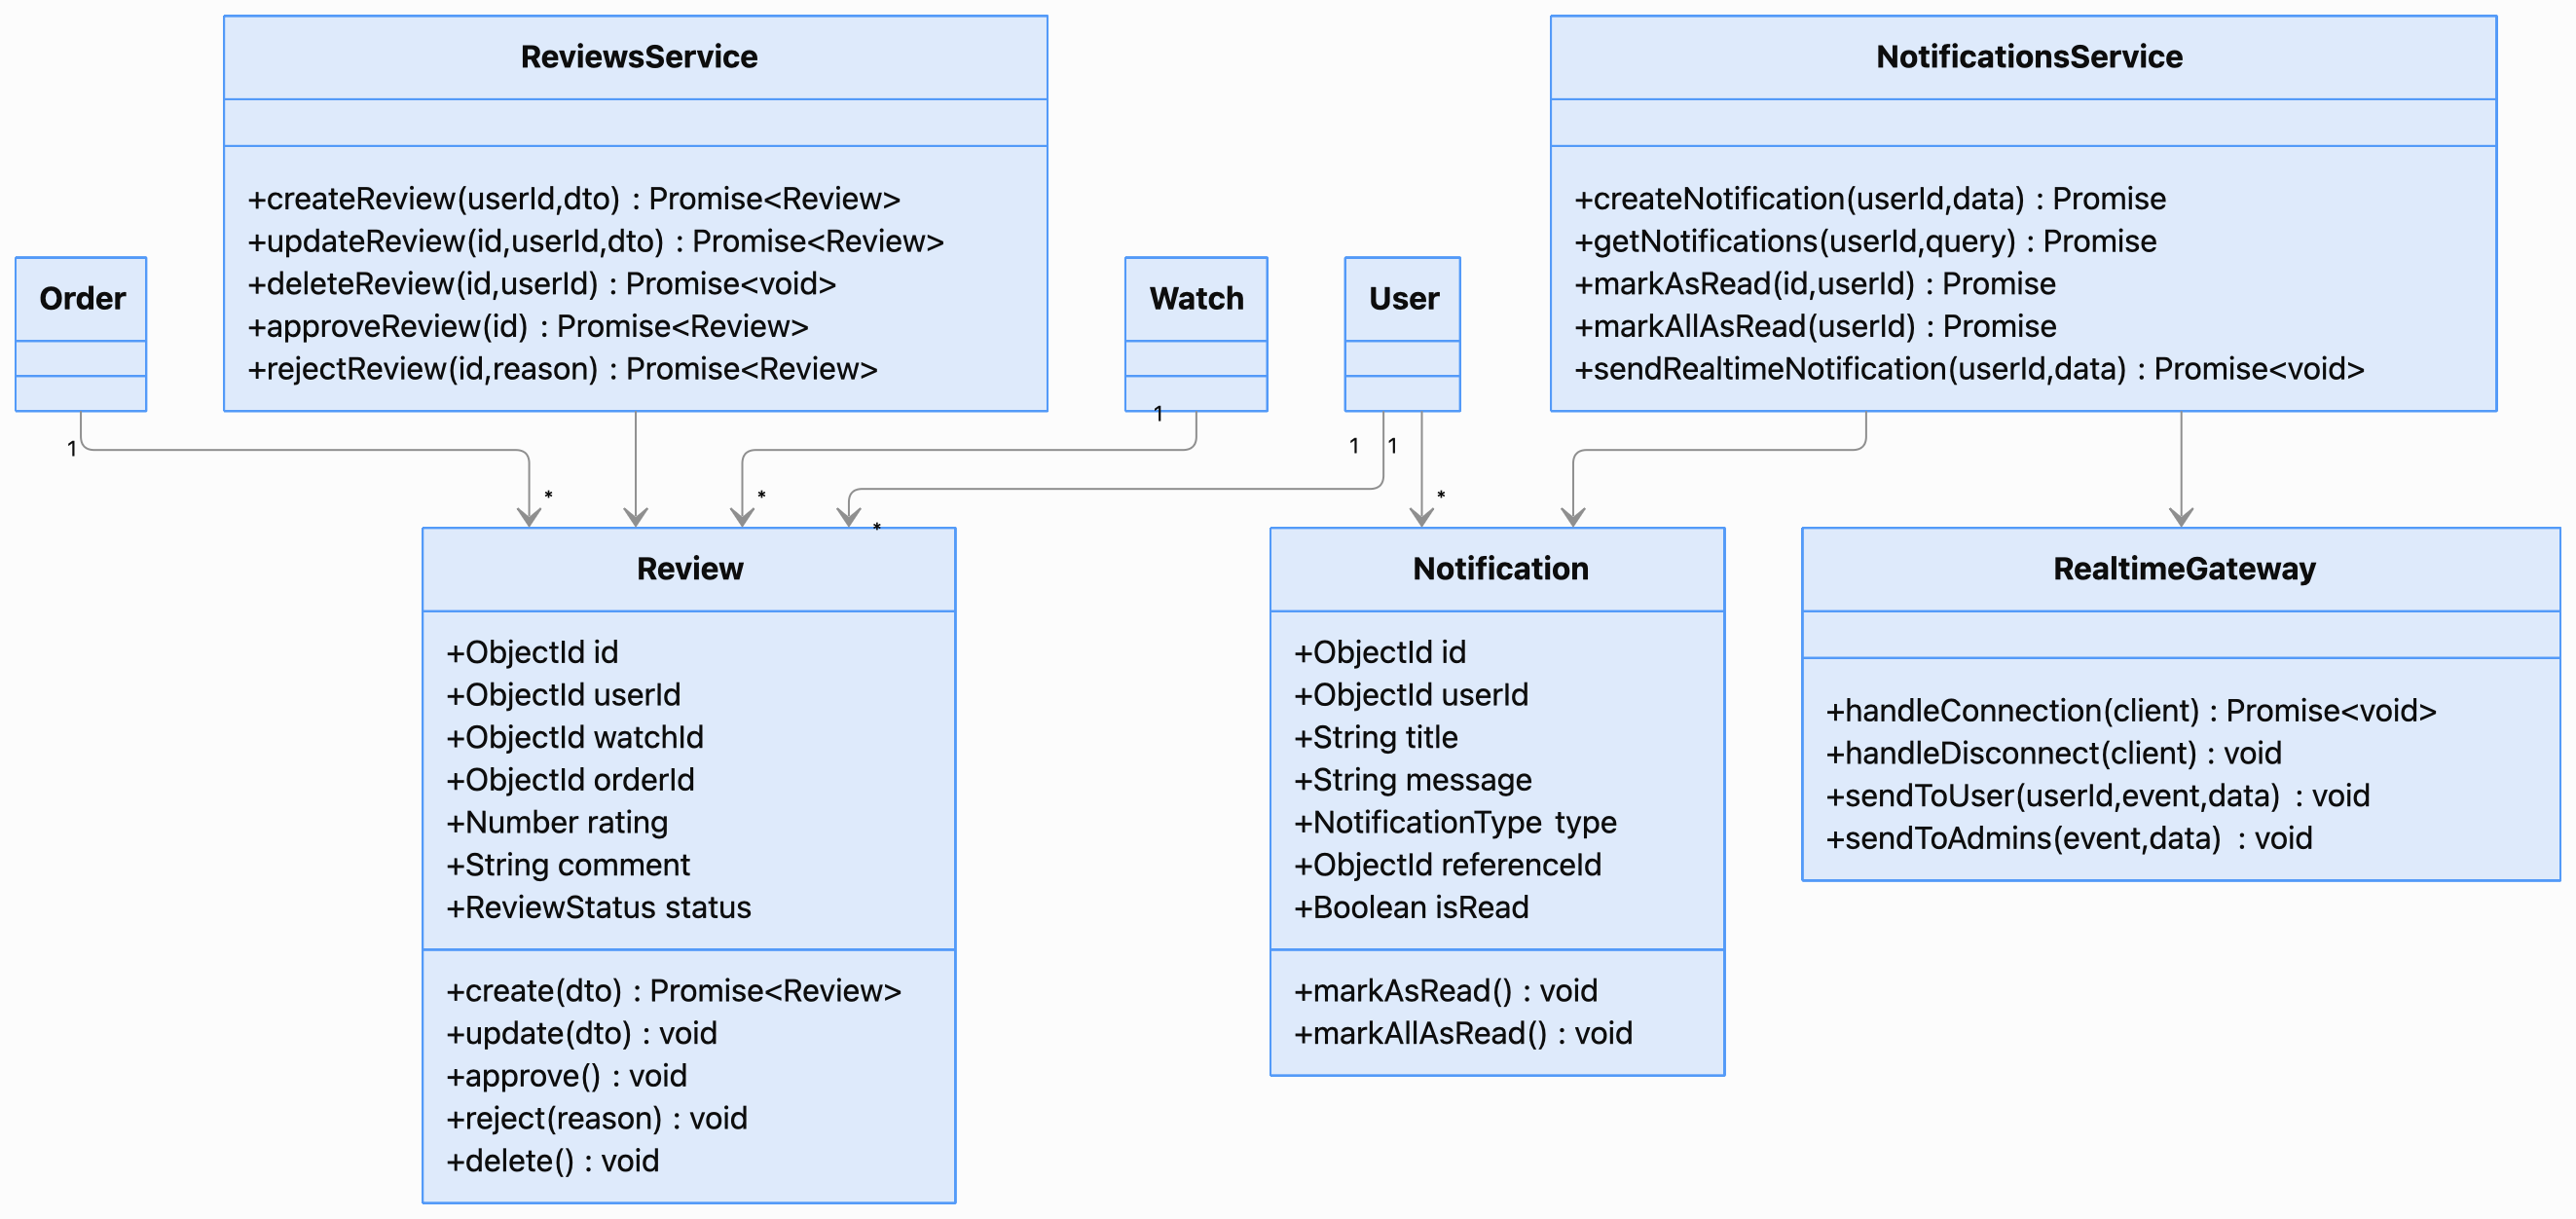 ReviewsService
+createReview(userId,dto) : Promise<Review>
+updateReview(id,userId,dto) : Promise<Review>
+deleteReview(id,userId) : Promise<void>
+approveReview(id) : Promise<Review>
+rejectReview(id,reason) : Promise<Review>
NotificationsService
+createNotification(userId,data) : Promise
+getNotifications(userId,query) : Promise
+markAsRead(id,userId) : Promise
+markAllAsRead(userId) : Promise
+sendRealtimeNotification(userId,data) : Promise<void>
Order
Watch
User
1
1
1
1
*
*
*
*
Review
+ObjectId id
+ObjectId userId
+ObjectId watchId
+ObjectId orderId
+Number rating
+String comment
+ReviewStatus status
+create(dto) : Promise<Review>
+update(dto) : void
+approve() : void
+reject(reason) : void
+delete() : void
Notification
+ObjectId id
+ObjectId userId
+String title
+String message
+NotificationType type
+ObjectId referenceId
+Boolean isRead
+markAsRead() : void
+markAllAsRead() : void
RealtimeGateway
+handleConnection(client) : Promise<void>
+handleDisconnect(client) : void
+sendToUser(userId,event,data) : void
+sendToAdmins(event,data) : void